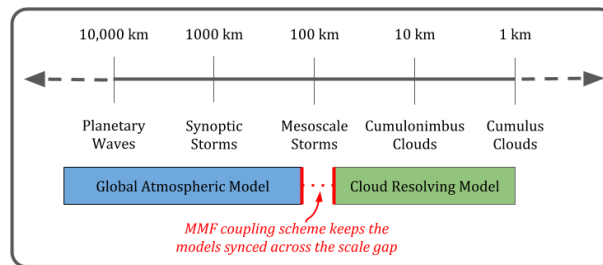 10,000 km 1000 km 100 km 10 km 1 km
Planetary Synoptic Mesoscale Cumulonimbus Cumulus
Waves Storms Storms Clouds Clouds
Global Atmospheric Model Cloud Resolving Model
MMF coupling scheme keeps the
models synced across the scale gap